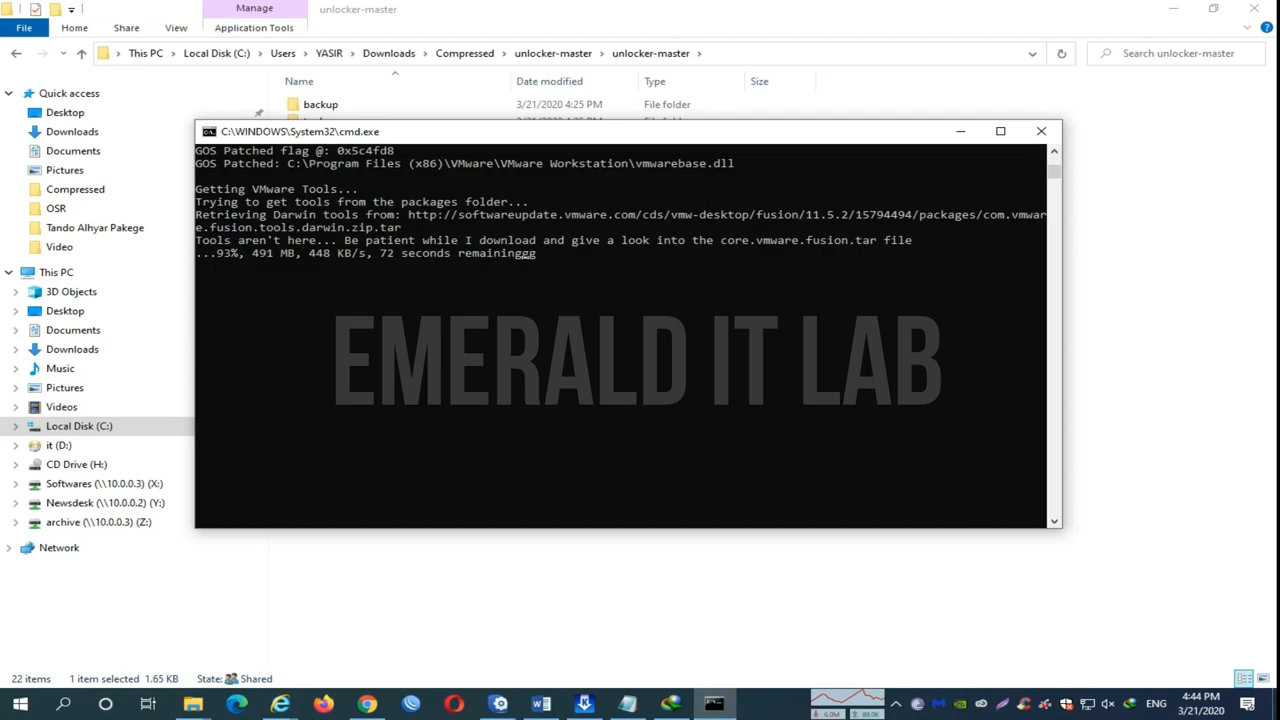 Manage
unlocker-master
File
Home
Share
View
Application Tools
This PC
Local Disk (C:)
Users
YASIR
Downloads
Compressed
unlocker-master
unlocker-master
Search unlocker-master
Name
Date modified
Type
Size
Quick access
Desktop
Downloads
Documents
Pictures
Compressed
OSR
Tando Alhyar Pakege
Video
This PC
3D Objects
Desktop
Documents
Downloads
Music
Pictures
Videos
Local Disk (C:)
it (D:)
CD Drive (H:)
Softwares (\\10.0.0.3) (X:)
Newsdesk (\\10.0.0.2) (Y:)
archive (\\10.0.0.3) (Z:)
Network
backup
3/21/2020 4:25 PM
File folder
C:\WINDOWS\System32\cmd.exe
GOS Patched flag @: 0x5c4fd8
GOS Patched: C:\Program Files (x86)\VMware\VMware Workstation\vmwarebase.dll
Getting VMware Tools...
Trying to get tools from the packages folder...
Retrieving Darwin tools from: http://softwareupdate.vmware.com/cds/vmw-desktop/fusion/11.5.2/15794494/packages/com.vmwar
e.fusion.tools.darwin.zip.tar
Tools aren't here... Be patient while I download and give a look into the core.vmware.fusion.tar file
...93%, 491 MB, 448 KB/s, 72 seconds remaininggg
EMERALD IT LAB
22 items
1 item selected 1.65 KB
State:
Shared
ENG
4:44 PM
3/21/2020